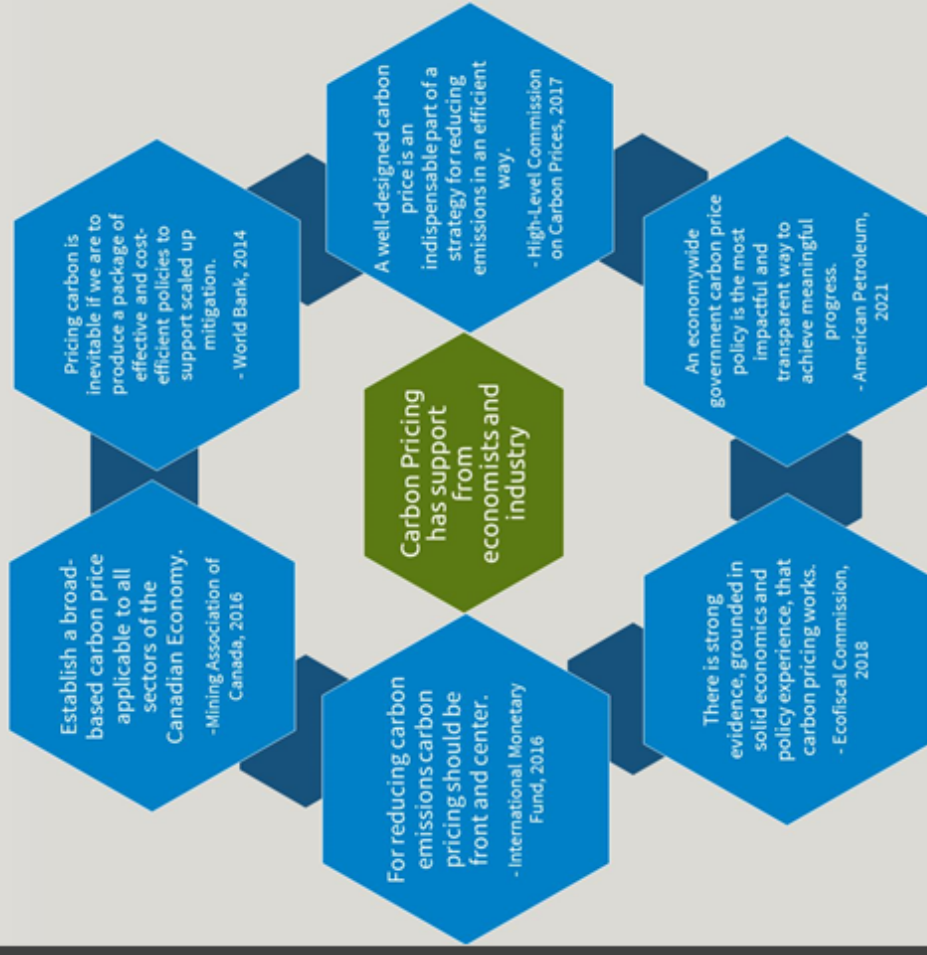 Carbon Pricing
has support
from
economists and
industry
Pricing carbon is
inevitable if we are to
produce a package of
effective and cost-
efficient policies to
support scaled up
mitigation.
- World Bank, 2014
A well-designed carbon
price is an
indispensable part of a
strategy for reducing
emissions in an efficient
way.
- High-Level Commission
on Carbon Prices, 2017
An economywide
government carbon price
policy is the most
impactful and
transparent way to
achieve meaningful
progress.
- American Petroleum,
2021
There is strong
evidence, grounded in
solid economics and
policy experience, that
carbon pricing works.
- Ecofiscal Commission,
2018
For reducing carbon
emissions carbon
pricing should be
front and center.
- International Monetary
Fund, 2016
Establish a broad-
based carbon price
applicable to all
sectors of the
Canadian Economy.
-Mining Association of
Canada, 2016